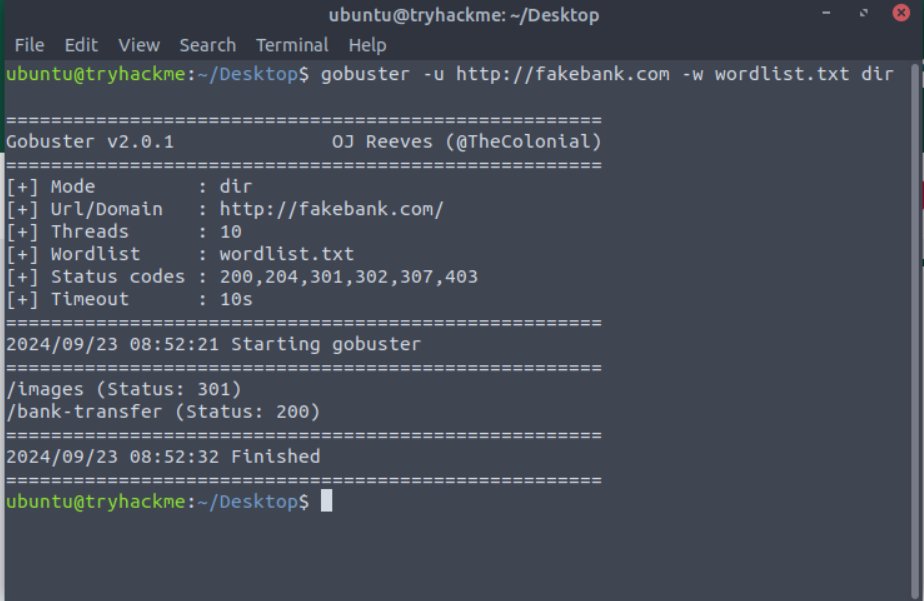 ubuntu@tryhackme: ~/Desktop
File Edit View Search Terminal Help
ubuntu@tryhackme:~/Desktop$ gobuster -u http://fakebank.com -w wordlist.txt dir
=====================================================
Gobuster v2.0.1              OJ Reeves (@TheColonial)
=====================================================
[+] Mode         : dir
[+] Url/Domain   : http://fakebank.com/
[+] Threads      : 10
[+] Wordlist     : wordlist.txt
[+] Status codes : 200,204,301,302,307,403
[+] Timeout      : 10s
=====================================================
2024/09/23 08:52:21 Starting gobuster
=====================================================
/images (Status: 301)
/bank-transfer (Status: 200)
=====================================================
2024/09/23 08:52:32 Finished
=====================================================
ubuntu@tryhackme:~/Desktop$